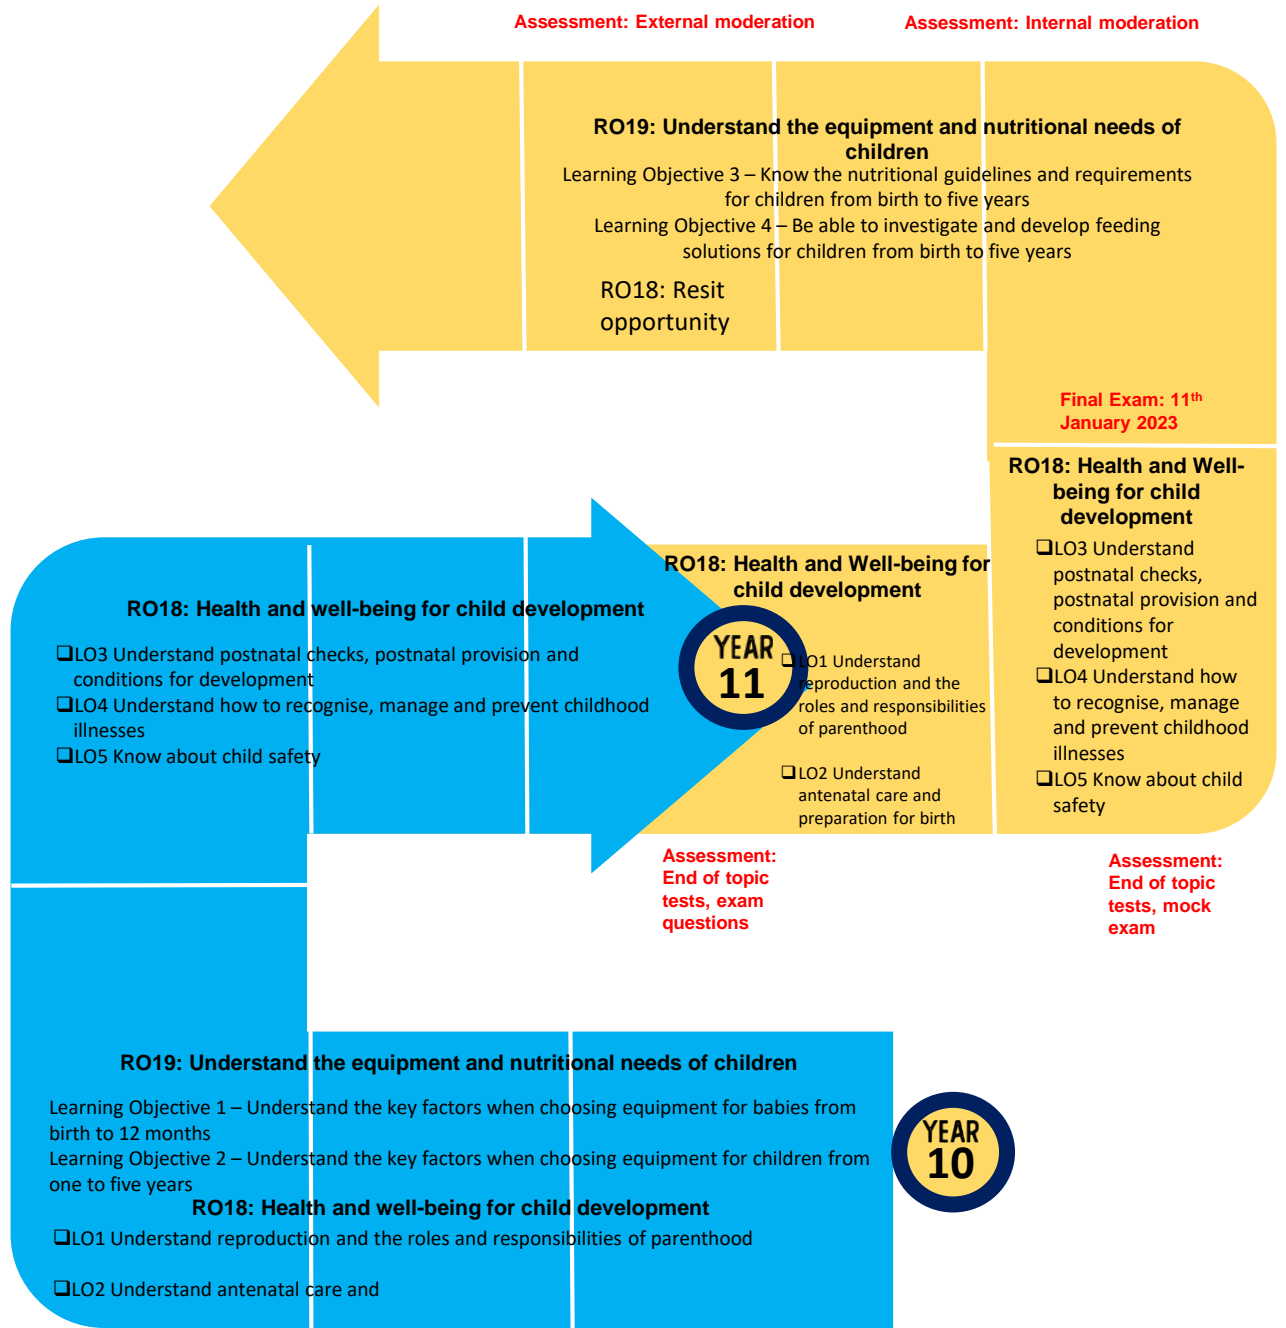 Assessment: External moderation
Assessment: Internal moderation
RO19: Understand the equipment and nutritional needs of
children
Learning Objective 3 – Know the nutritional guidelines and requirements
for children from birth to five years
Learning Objective 4 – Be able to investigate and develop feeding
solutions for children from birth to five years
RO18: Resit
opportunity
Final Exam: 11th
January 2023
RO18: Health and Well-
being for child
development
❑LO3 Understand
postnatal checks,
postnatal provision and
conditions for
development
❑LO4 Understand how
to recognise, manage
and prevent childhood
illnesses
❑LO5 Know about child
safety
Assessment:
End of topic
tests, mock
exam
RO18: Health and Well-being for
child development
YEAR
11
❑LO1 Understand
reproduction and the
roles and responsibilities
of parenthood
❑LO2 Understand
antenatal care and
preparation for birth
Assessment:
End of topic
tests, exam
questions
RO18: Health and well-being for child development
❑LO3 Understand postnatal checks, postnatal provision and
conditions for development
❑LO4 Understand how to recognise, manage and prevent childhood
illnesses
❑LO5 Know about child safety
RO19: Understand the equipment and nutritional needs of children
Learning Objective 1 – Understand the key factors when choosing equipment for babies from
birth to 12 months
Learning Objective 2 – Understand the key factors when choosing equipment for children from
one to five years
RO18: Health and well-being for child development
❑LO1 Understand reproduction and the roles and responsibilities of parenthood
❑LO2 Understand antenatal care and
YEAR
10